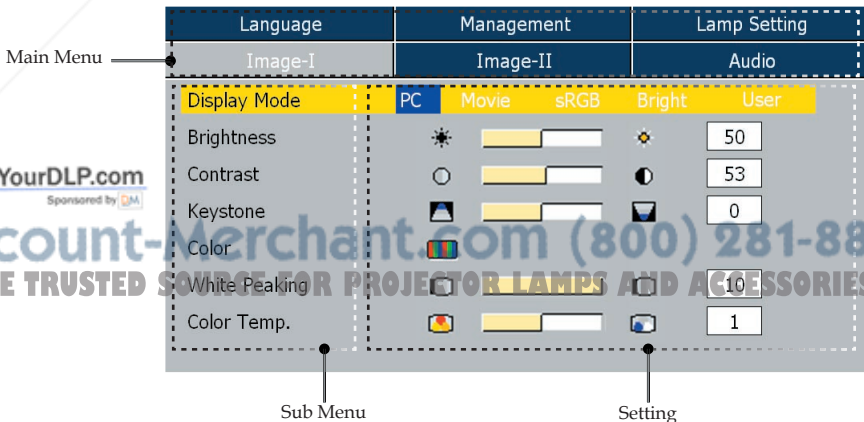 Language Management Lamp Setting
Main Menu
Image-I Image-II Audio
Display Mode PC Movie sRGB Bright User
Brightness 50
Contrast 53
YourDLP.com
Sponsored by DM
Keystone 0
count-Merchant.com (800) 281-88
Color
E TRUSTED SOURCE FOR PROJECTOR LAMPS AND ACCESSORIES
White Peaking 10
Color Temp. 1
Sub Menu Setting